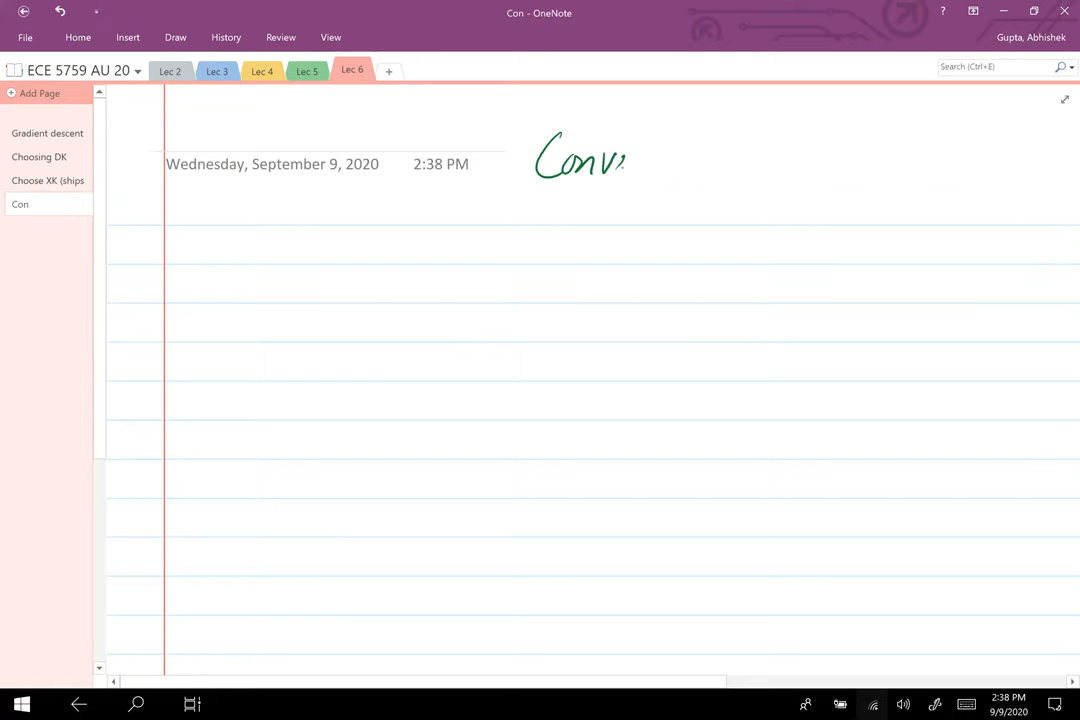 Con - OneNote
File Home Insert Draw History Review View
Gupta, Abhishek
ECE 5759 AU 20 Lec 2 Lec 3 Lec 4 Lec 5 Lec 6
Search (Ctrl+E)
Add Page
Gradient descent
Choosing DK
Choose XK (ships
Con
Wednesday, September 9, 2020 2:38 PM
Conv
2:38 PM
9/9/2020